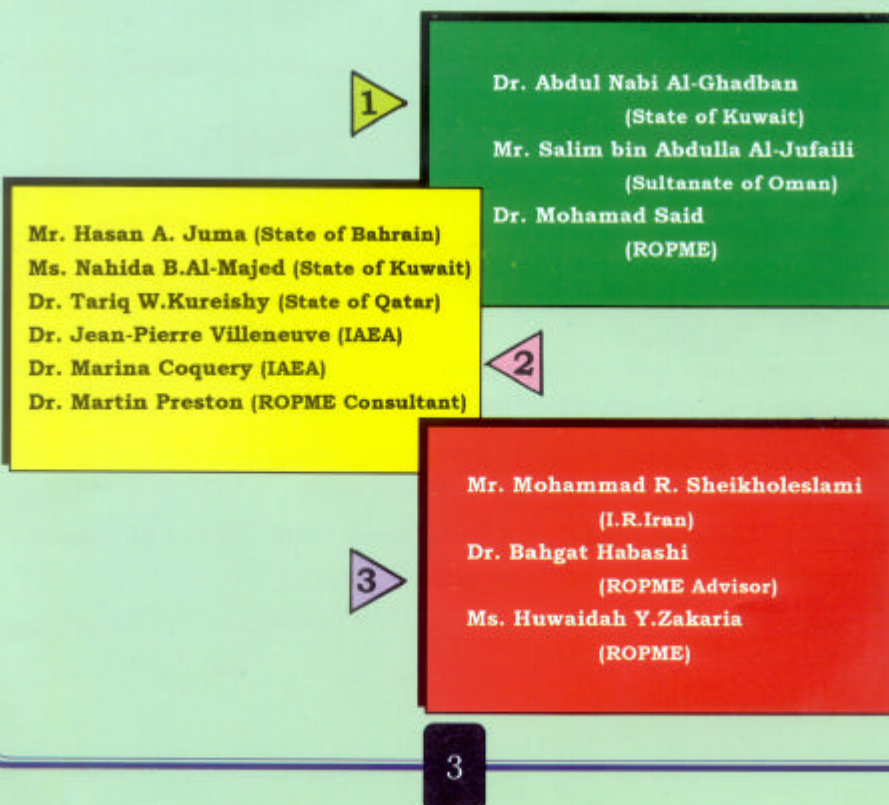 1
Dr. Abdul Nabi Al-Ghadban
(State of Kuwait)
Mr. Salim bin Abdulla Al-Jufaili
(Sultanate of Oman)
Dr. Mohamad Said
(ROPME)
2
Mr. Hasan A. Juma (State of Bahrain)
Ms. Nahida B.Al-Majed (State of Kuwait)
Dr. Tariq W.Kureishy (State of Qatar)
Dr. Jean-Pierre Villeneuve (IAEA)
Dr. Marina Coquery (IAEA)
Dr. Martin Preston (ROPME Consultant)
3
Mr. Mohammad R. Sheikholeslami
(I.R.Iran)
Dr. Bahgat Habashi
(ROPME Advisor)
Ms. Huwaidah Y.Zakaria
(ROPME)
3